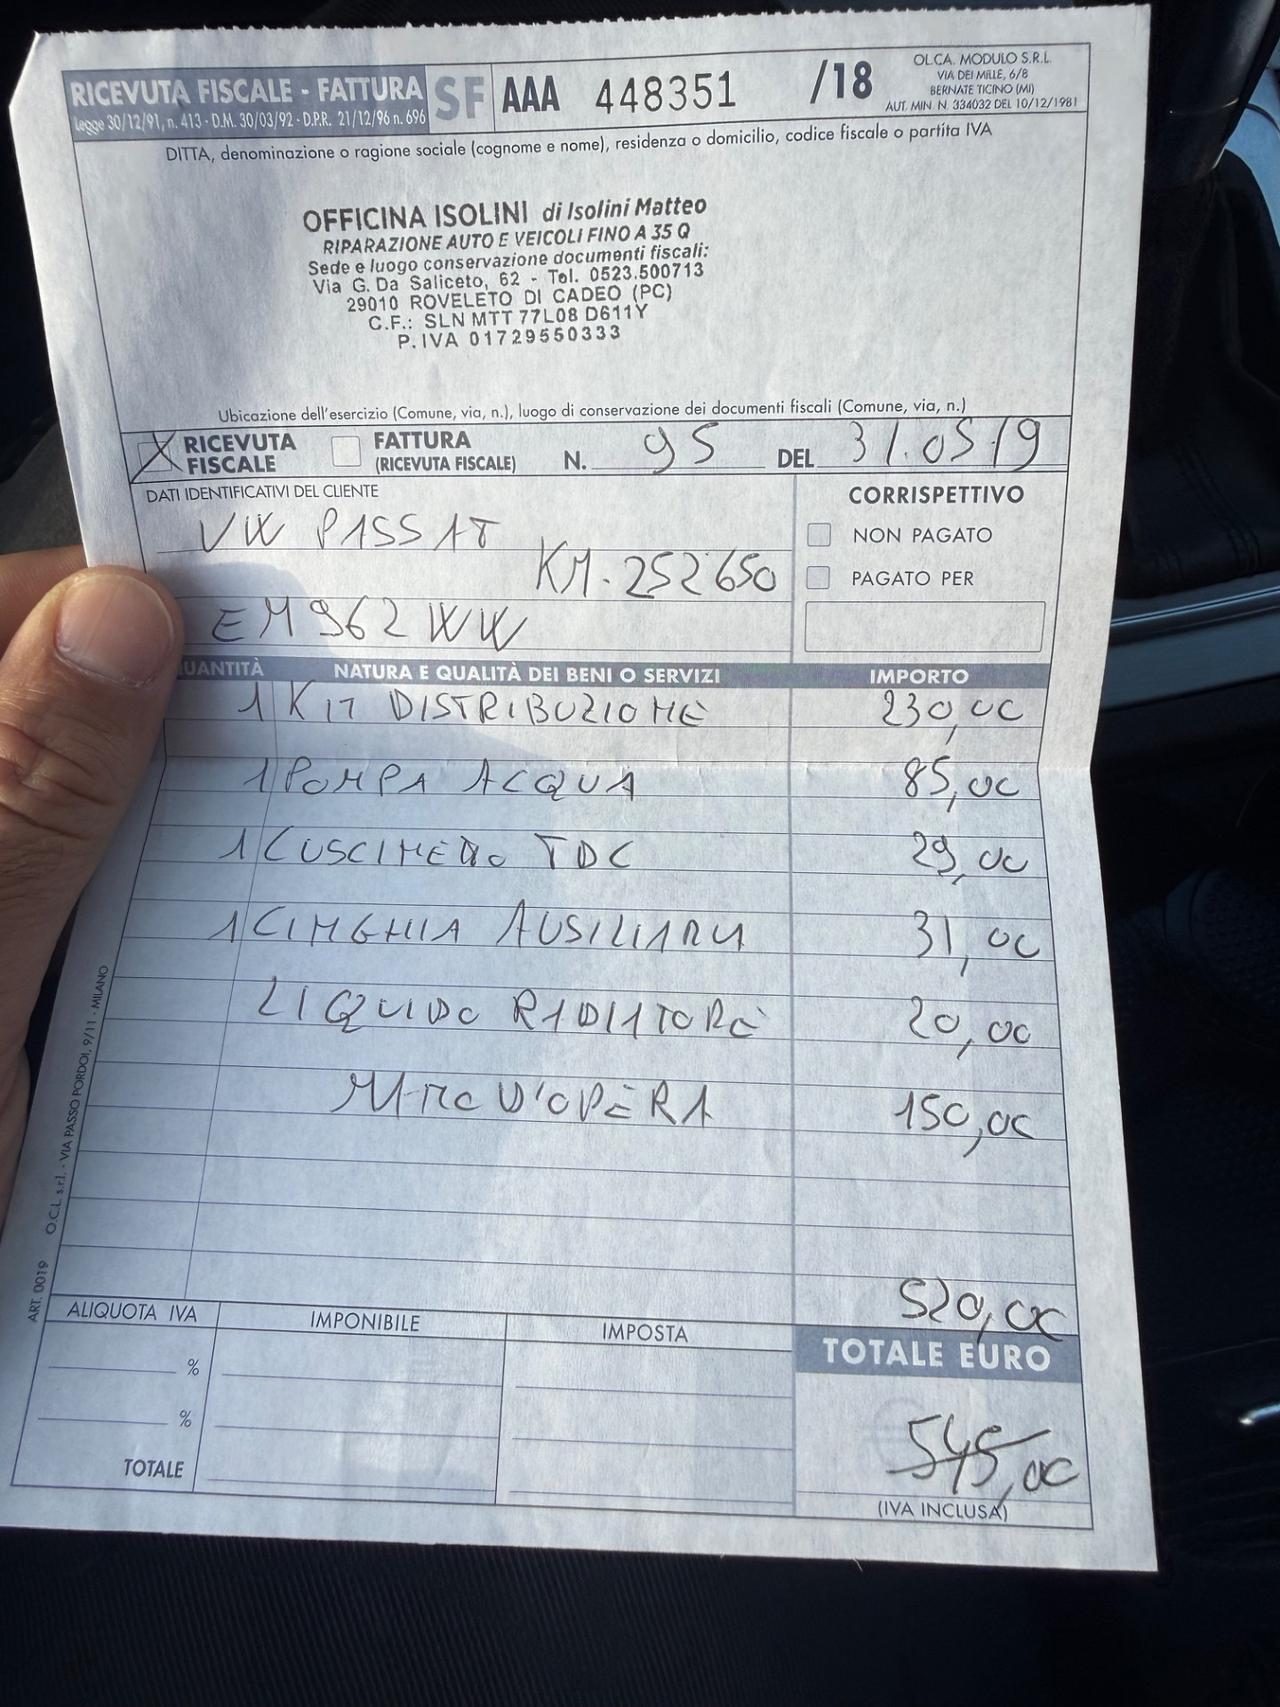 RICEVUTA FISCALE - FATTURA SF AAA 448351 /18
Legge 30/12/91, n. 413 - D.M. 30/03/92 - D.P.R. 21/12/96 n. 696
OL.CA. MODULO S.R.L.
VIA DEI MILLE, 6/8
BERNATE TICINO (MI)
AUT. MIN. N. 334032 DEL 10/12/1981
DITTA, denominazione o ragione sociale (cognome e nome), residenza o domicilio, codice fiscale o partita IVA
OFFICINA ISOLINI di Isolini Matteo
RIPARAZIONE AUTO E VEICOLI FINO A 35 Q
Sede e luogo conservazione documenti fiscali:
Via G. Da Saliceto, 62 - Tel. 0523.500713
29010 ROVELETO DI CADEO (PC)
C.F.: SLN MTT 77L08 D611Y
P.IVA 01729550333
Ubicazione dell'esercizio (Comune, via, n.), luogo di conservazione dei documenti fiscali (Comune, via, n.)
X RICEVUTA FISCALE FATTURA (RICEVUTA FISCALE) N. 95 DEL 31.05 19
DATI IDENTIFICATIVI DEL CLIENTE CORRISPETTIVO
VW PASSAT NON PAGATO
KM. 252650 PAGATO PER
EM962WW
QUANTITÀ NATURA E QUALITÀ DEI BENI O SERVIZI IMPORTO
1 KIT DISTRIBUZIONE 230,00
1 POMPA ACQUA 85,00
1 CUSCINETTO TDC 29,00
1 CINGHIA AUSILIARIA 31,00
LIQUIDO RADIATORE 20,00
MANO D'OPERA 150,00
520,00
ALIQUOTA IVA IMPONIBILE IMPOSTA TOTALE EURO
%
%
545,00
TOTALE
(IVA INCLUSA)
ART. 0019 O.C.L. s.r.l. - VIA PASSO PORDOI, 9/11 - MILANO